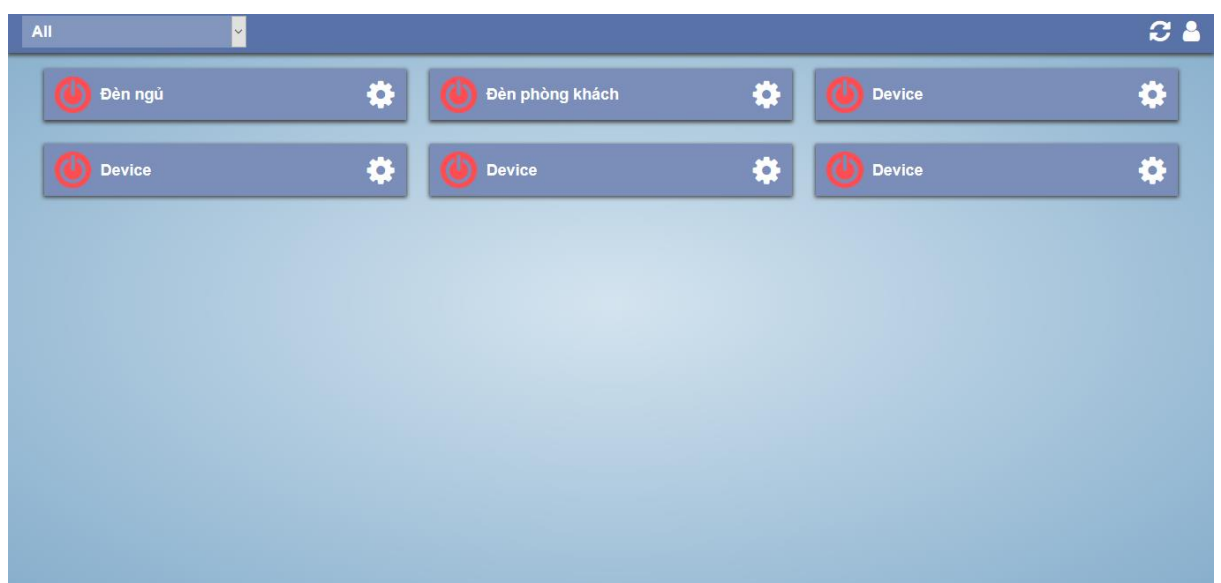 All
Đèn ngủ
Đèn phòng khách
Device
Device
Device
Device